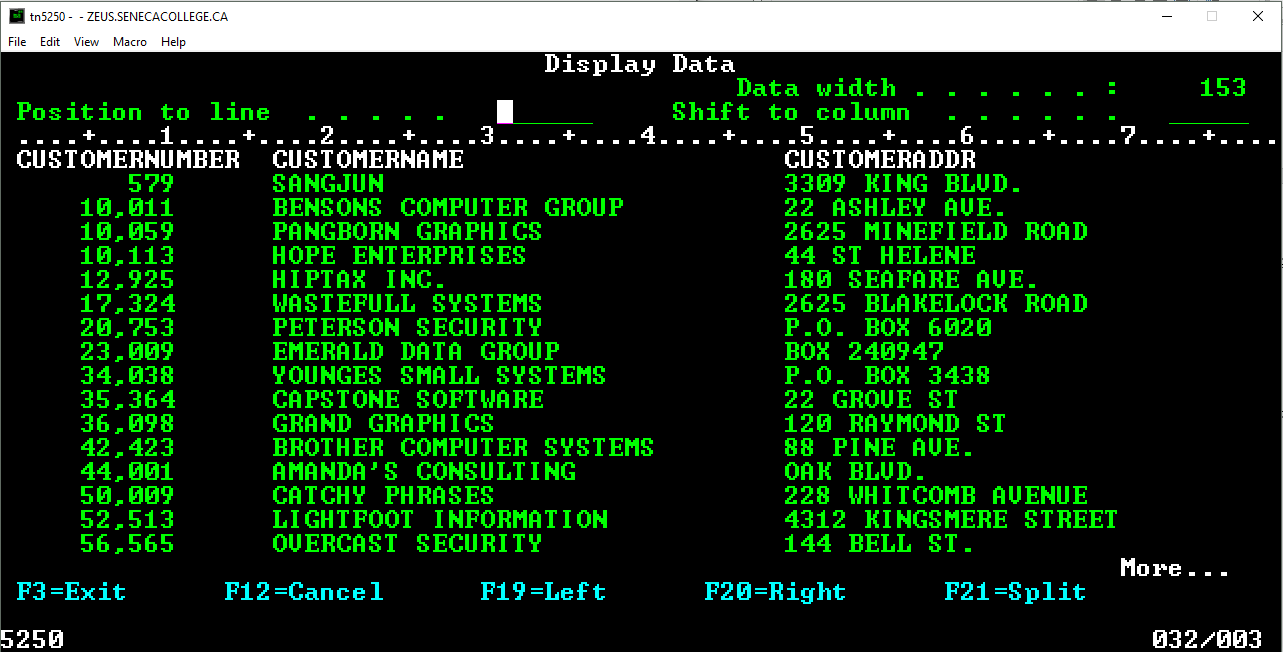 tn5250 - - ZEUS.SENECACOLLEGE.CA
File Edit View Macro Help
Display Data
Data width . . . . . . : 153
Position to line . . . . . Shift to column . . . . . .
....+....1....+....2....+....3....+....4....+....5....+....6....+....7....+....
CUSTOMERNUMBER CUSTOMERNAME CUSTOMERADDR
579 SANGJUN 3309 KING BLVD.
10,011 BENSONS COMPUTER GROUP 22 ASHLEY AVE.
10,059 PANGBORN GRAPHICS 2625 MINEFIELD ROAD
10,113 HOPE ENTERPRISES 44 ST HELENE
12,925 HIPTAX INC. 180 SEAFARE AVE.
17,324 WASTEFULL SYSTEMS 2625 BLAKELOCK ROAD
20,753 PETERSON SECURITY P.O. BOX 6020
23,009 EMERALD DATA GROUP BOX 240947
34,038 YOUNGES SMALL SYSTEMS P.O. BOX 3438
35,364 CAPSTONE SOFTWARE 22 GROVE ST
36,098 GRAND GRAPHICS 120 RAYMOND ST
42,423 BROTHER COMPUTER SYSTEMS 88 PINE AVE.
44,001 AMANDA'S CONSULTING OAK BLVD.
50,009 CATCHY PHRASES 228 WHITCOMB AVENUE
52,513 LIGHTFOOT INFORMATION 4312 KINGSMERE STREET
56,565 OVERCAST SECURITY 144 BELL ST.
More...
F3=Exit F12=Cancel F19=Left F20=Right F21=Split
5250 032/003